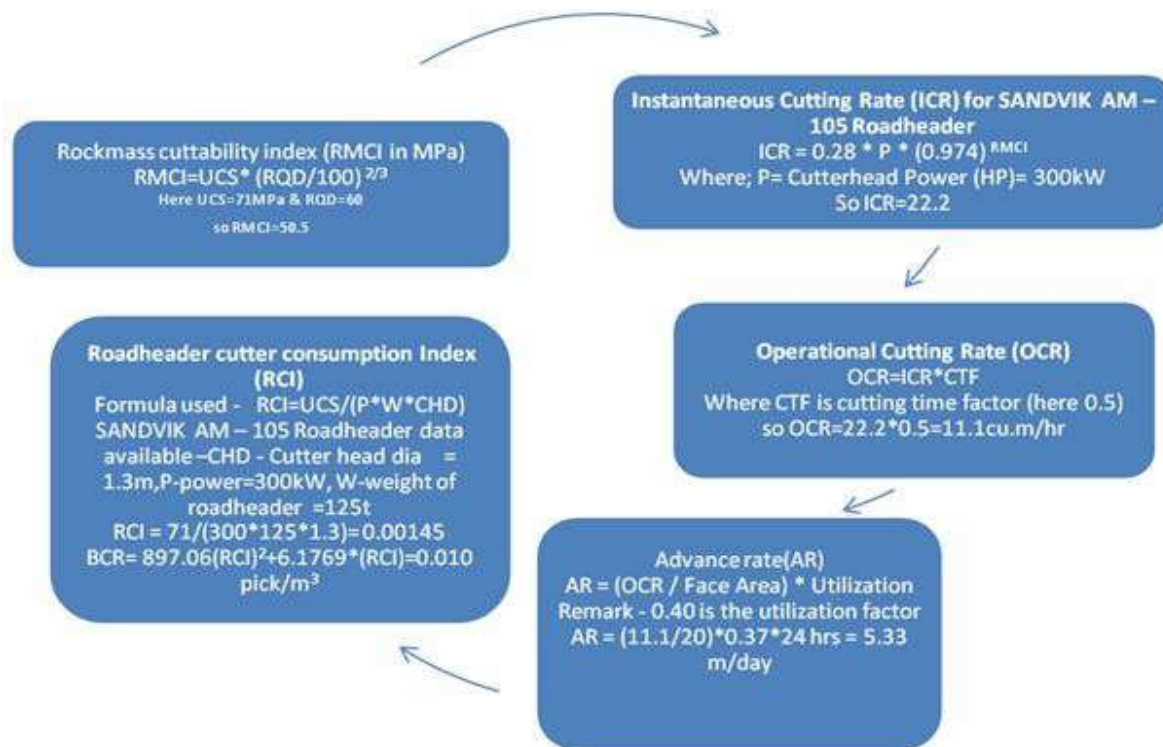 Rockmass cuttability index (RMCI in MPa)
RMCI=UCS* (RQD/100) 2/3
Here UCS=71MPa & RQD=60
so RMCI=50.5
Instantaneous Cutting Rate (ICR) for SANDVIK AM –
105 Roadheader
ICR = 0.28 * P * (0.974) RMCI
Where; P= Cutterhead Power (HP)= 300kW
So ICR=22.2
Operational Cutting Rate (OCR)
OCR=ICR*CTF
Where CTF is cutting time factor (here 0.5)
so OCR=22.2*0.5=11.1cu.m/hr
Advance rate(AR)
AR = (OCR / Face Area) * Utilization
Remark - 0.40 is the utilization factor
AR = (11.1/20)*0.37*24 hrs = 5.33
m/day
Roadheader cutter consumption Index
(RCI)
Formula used - RCI=UCS/(P*W*CHD)
SANDVIK AM – 105 Roadheader data
available –CHD - Cutter head dia =
1.3m,P-power=300kW, W-weight of
roadheader =125t
RCI = 71/(300*125*1.3)= 0.00145
BCR= 897.06(RCI)2+6.1769*(RCI)=0.010
pick/m3